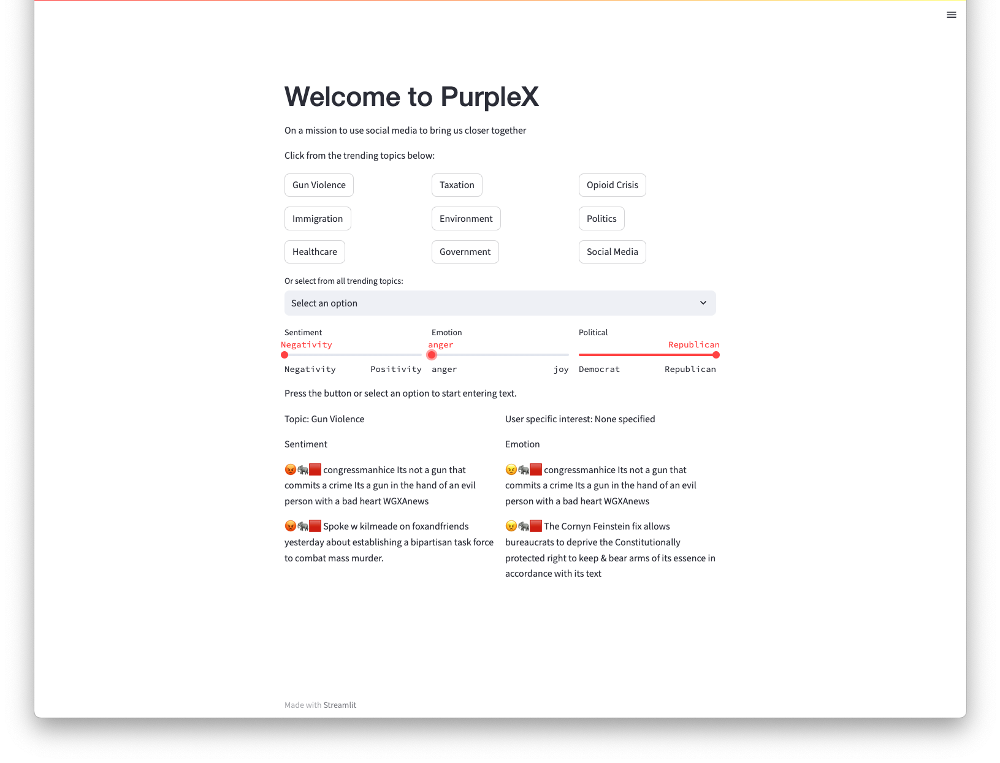 Welcome to PurpleX
On a mission to use social media to bring us closer together
Click from the trending topics below:
Gun Violence
Taxation
Opioid Crisis
Immigration
Environment
Politics
Healthcare
Government
Social Media
Or select from all trending topics:
Select an option
Sentiment
Negativity
Negativity
Positivity
Emotion
anger
anger
joy
Political
Republican
Democrat
Republican
Press the button or select an option to start entering text.
Topic: Gun Violence
User specific interest: None specified
Sentiment
😡🐘🟥 congressmanhice Its not a gun that
commits a crime Its a gun in the hand of an evil
person with a bad heart WGXAnews
😡🐘🟥 Spoke w kilmeade on foxandfriends
yesterday about establishing a bipartisan task force
to combat mass murder.
Emotion
😠🐘🟥 congressmanhice Its not a gun that
commits a crime Its a gun in the hand of an evil
person with a bad heart WGXAnews
😠🐘🟥 The Cornyn Feinstein fix allows
bureaucrats to deprive the Constitutionally
protected right to keep & bear arms of its essence in
accordance with its text
Made with Streamlit